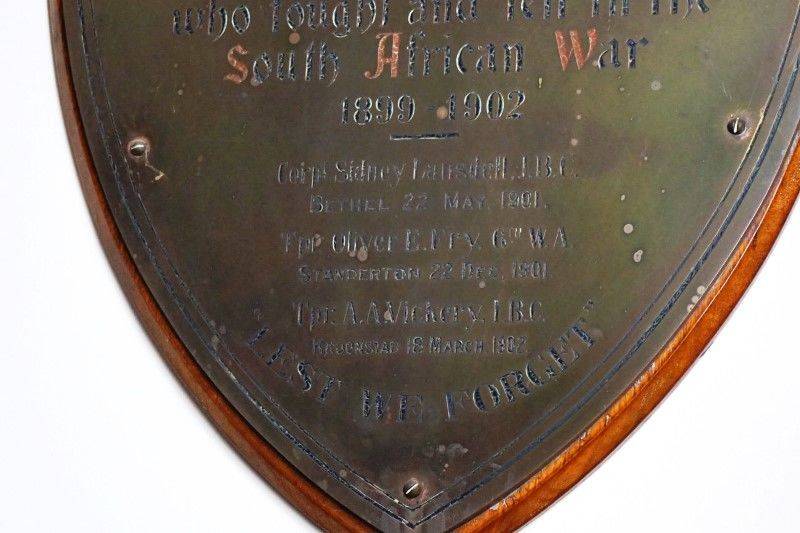 who fought and fell in the
South African War
1899 - 1902
Corpl Sidney Lansdell, I.B.C.
BETHEL 22 MAY, 1901.
Tpr. Oliver E. Fry. 6TH W.A.
STANDERTON 22 DEC. 1901.
Tpr. A.A. Vickery. I.B.C.
18 MARCH 1902
"LEST WE FORGET"